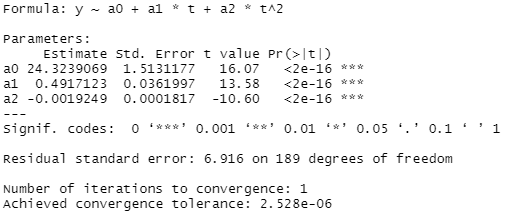 Formula: y ~ a0 + a1 * t + a2 * t^2
Parameters:
Estimate Std. Error t value Pr(>|t|)
a0 24.3239069 1.5131177 16.07 <2e-16 ***
a1 0.4917123 0.0361997 13.58 <2e-16 ***
a2 -0.0019249 0.0001817 -10.60 <2e-16 ***
---
Signif. codes: 0 ‘***’ 0.001 ‘**’ 0.01 ‘*’ 0.05 ‘.’ 0.1 ‘ ’ 1
Residual standard error: 6.916 on 189 degrees of freedom
Number of iterations to convergence: 1
Achieved convergence tolerance: 2.528e-06